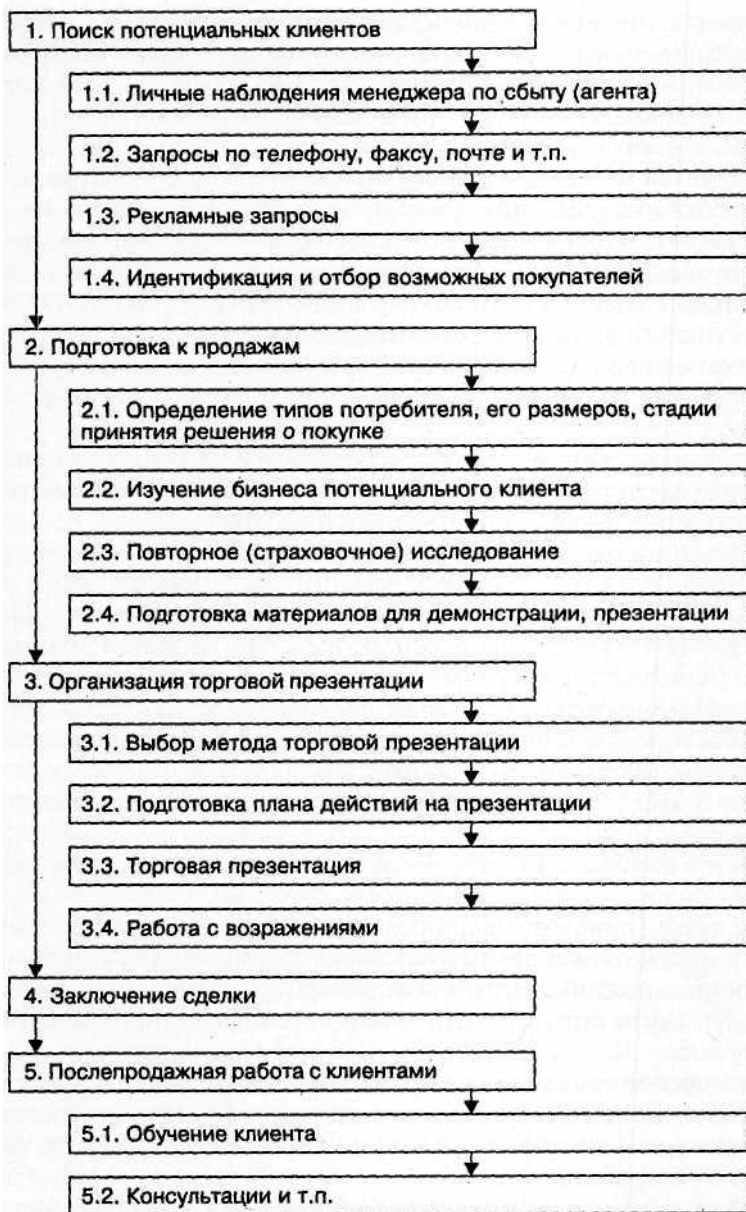 1. Поиск потенциальных клиентов
1.1. Личные наблюдения менеджера по сбыту (агента)
1.2. Запросы по телефону, факсу, почте и т.п.
1.3. Рекламные запросы
1.4. Идентификация и отбор возможных покупателей
2. Подготовка к продажам
2.1. Определение типов потребителя, его размеров, стадии
принятия решения о покупке
2.2. Изучение бизнеса потенциального клиента
2.3. Повторное (страховочное) исследование
2.4. Подготовка материалов для демонстрации, презентации
3. Организация торговой презентации
3.1. Выбор метода торговой презентации
3.2. Подготовка плана действий на презентации
3.3. Торговая презентация
3.4. Работа с возражениями
4. Заключение сделки
5. Послепродажная работа с клиентами
5.1. Обучение клиента
5.2. Консультации и т.п.